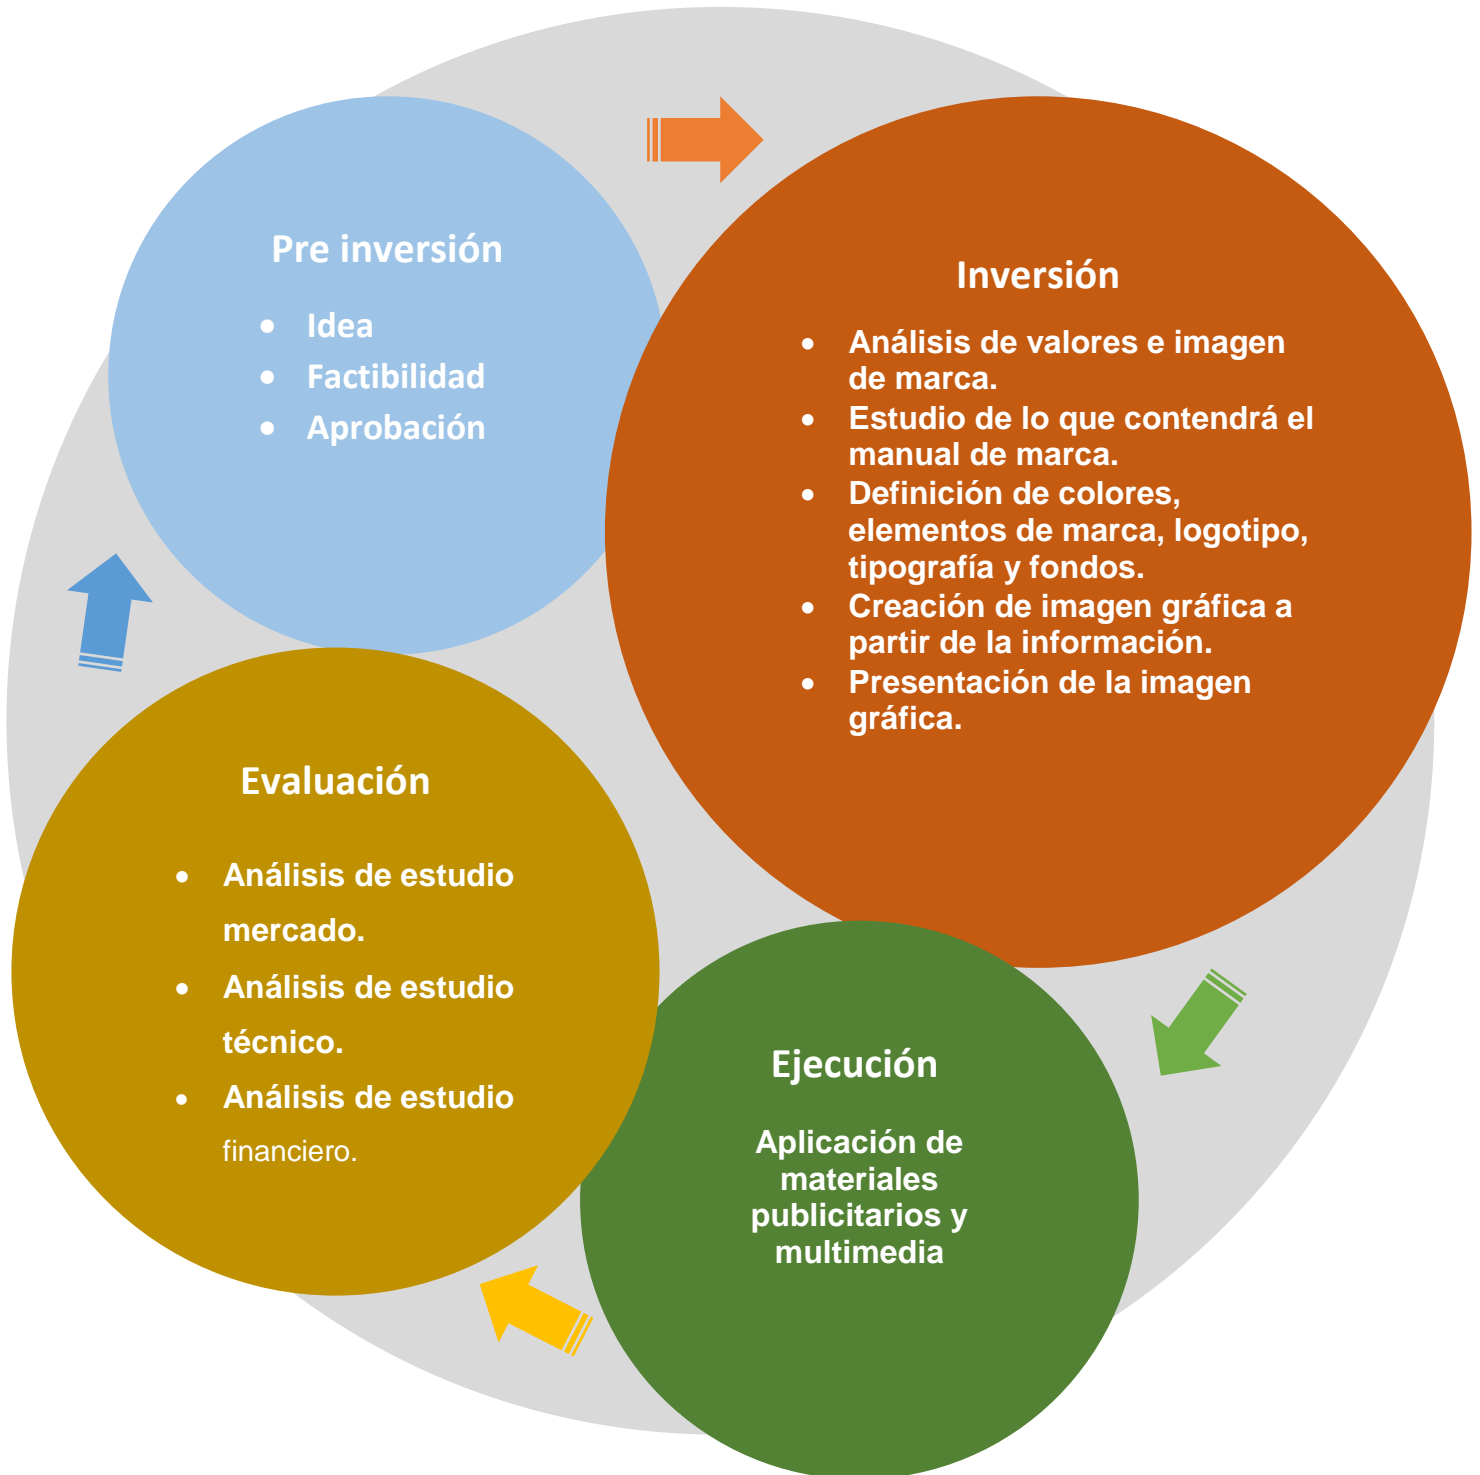 Pre inversión
• Idea
• Factibilidad
• Aprobación
Inversión
• Análisis de valores e imagen
de marca.
• Estudio de lo que contendrá el
manual de marca.
• Definición de colores,
elementos de marca, logotipo,
tipografía y fondos.
• Creación de imagen gráfica a
partir de la información.
• Presentación de la imagen
gráfica.
Ejecución
Aplicación de
materiales
publicitarios y
multimedia
Evaluación
• Análisis de estudio
mercado.
• Análisis de estudio
técnico.
• Análisis de estudio
financiero.